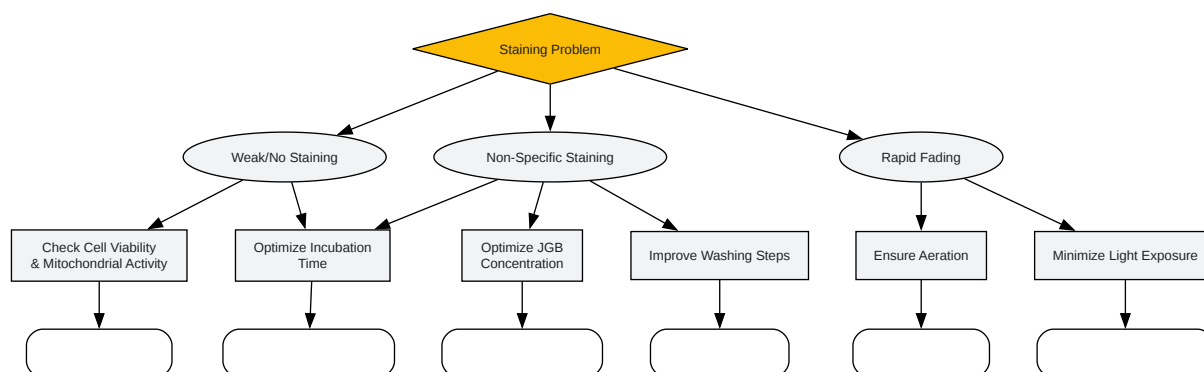 Staining Problem
Weak/No Staining
Non-Specific Staining
Rapid Fading
Check Cell Viability
& Mitochondrial Activity
Optimize Incubation
Time
Optimize JGB
Concentration
Improve Washing Steps
Ensure Aeration
Minimize Light Exposure